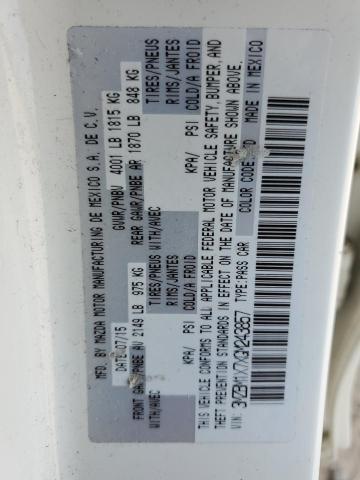 MFD BY MAZDA MOTOR MANUFACTURING DE MEXICO S.A. DE C.V.
DATE: 07/15 GVWR/PNBV 4001 LB 1815 KG
FRONT GAWR/PNBE AV 2149 LB 975 KG REAR GAWR/PNBE AR 1870 LB 848 KG
WITH/AVEC TIRES/PNEUS WITH/AVEC TIRES/PNEUS
RIMS/JANTES RIMS/JANTES
KPA/ PSI COLD/A FROID KPA/ PSI COLD/A FROID
THIS VEHICLE CONFORMS TO ALL APPLICABLE FEDERAL MOTOR VEHICLE SAFETY, BUMPER, AND
THEFT PREVENTION STANDARDS IN EFFECT ON THE DATE OF MANUFACTURE SHOWN ABOVE.
VIN: TYPE: PASS CAR COLOR CODE: MADE IN MEXICO